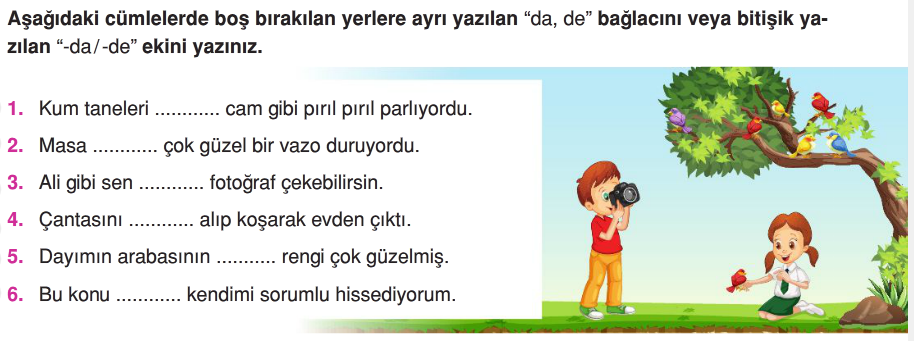 Aşağıdaki cümlelerde boş bırakılan yerlere ayrı yazılan “da, de” bağlacını veya bitişik ya-
zılan “-da/-de” ekini yazınız.
1. Kum taneleri ............ cam gibi pırıl pırıl parlıyordu.
2. Masa ............ çok güzel bir vazo duruyordu.
3. Ali gibi sen ............ fotoğraf çekebilirsin.
4. Çantasını ............ alıp koşarak evden çıktı.
5. Dayımın arabasının ........... rengi çok güzelmiş.
6. Bu konu ............ kendimi sorumlu hissediyorum.